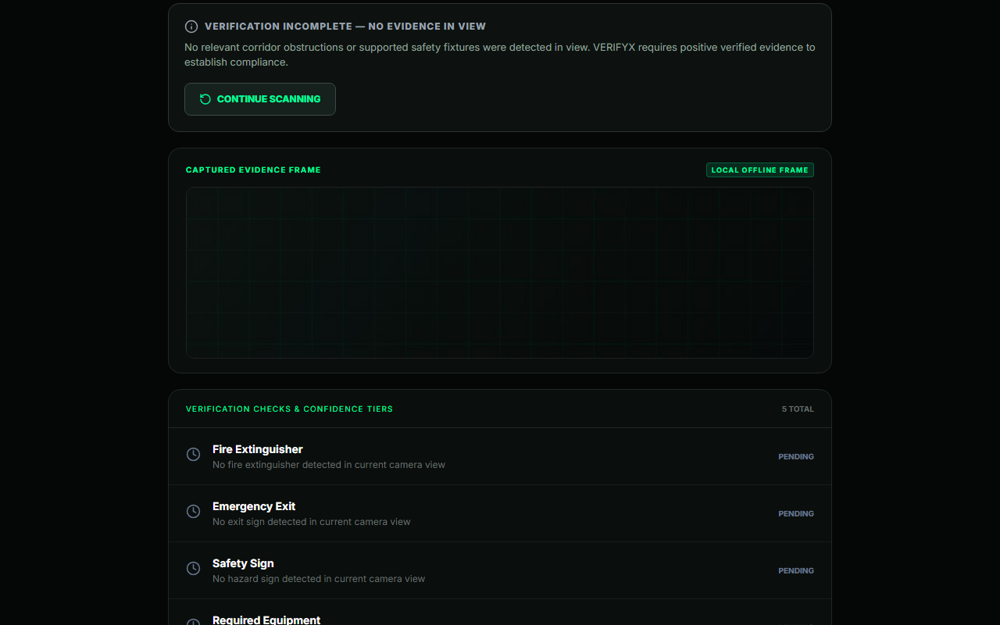 VERIFICATION INCOMPLETE — NO EVIDENCE IN VIEW
No relevant corridor obstructions or supported safety fixtures were detected in view. VERIFYX requires positive verified evidence to
establish compliance.
CONTINUE SCANNING
CAPTURED EVIDENCE FRAME
LOCAL OFFLINE FRAME
VERIFICATION CHECKS & CONFIDENCE TIERS
5 TOTAL
Fire Extinguisher
No fire extinguisher detected in current camera view
PENDING
Emergency Exit
No exit sign detected in current camera view
PENDING
Safety Sign
No hazard sign detected in current camera view
PENDING
Required Equipment